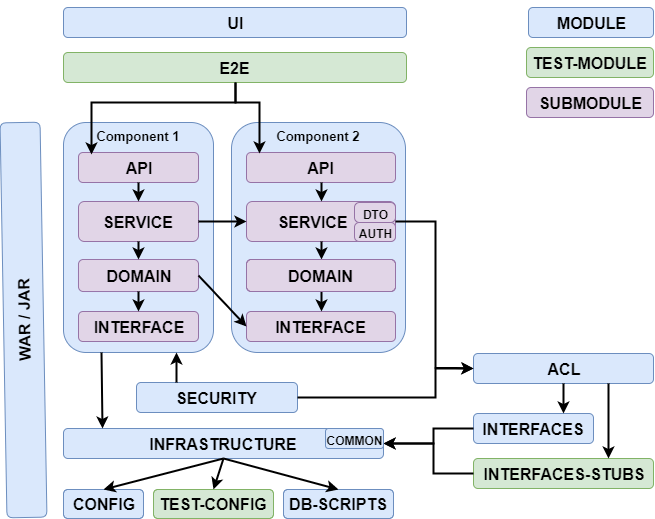 UI
MODULE
E2E
TEST-MODULE
SUBMODULE
Component 1
Component 2
API
API
SERVICE
SERVICE
DTO
AUTH
DOMAIN
DOMAIN
INTERFACE
INTERFACE
WAR / JAR
ACL
SECURITY
INTERFACES
INFRASTRUCTURE
COMMON
INTERFACES-STUBS
CONFIG
TEST-CONFIG
DB-SCRIPTS